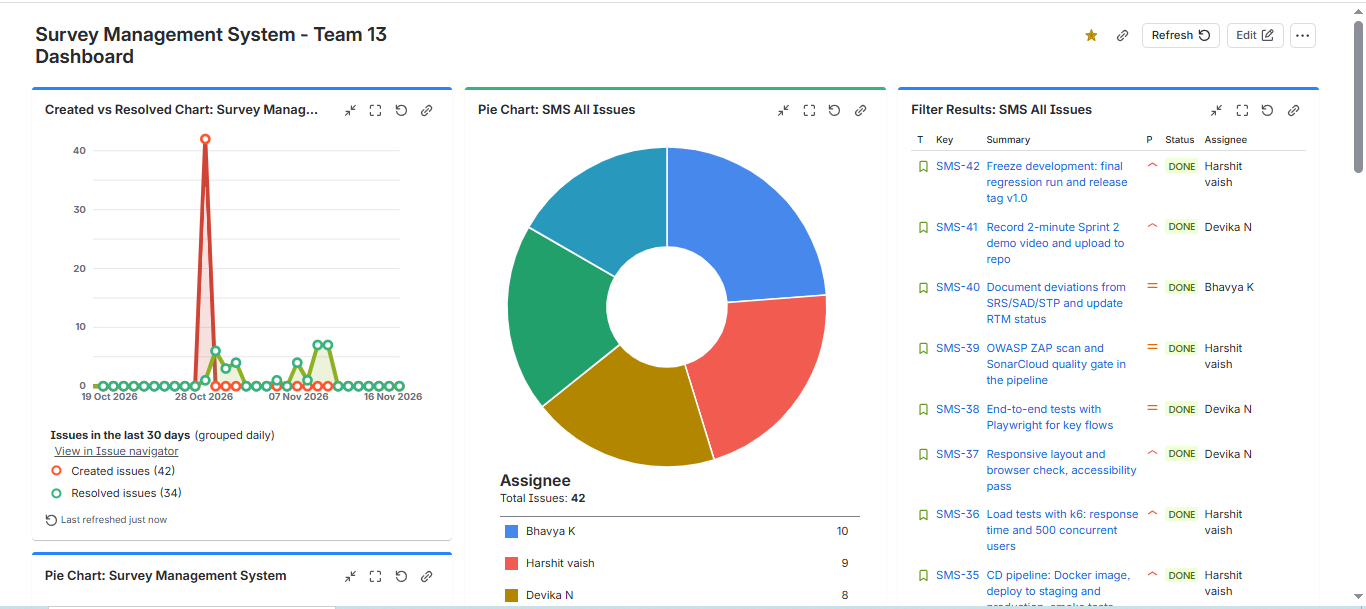 Survey Management System - Team 13
Dashboard
Refresh
Edit
Created vs Resolved Chart: Survey Manag...
40
30
20
10
0
19 Oct 2026
28 Oct 2026
07 Nov 2026
16 Nov 2026
Issues in the last 30 days (grouped daily)
View in Issue navigator
Created issues (42)
Resolved issues (34)
Last refreshed just now
Pie Chart: Survey Management System
Pie Chart: SMS All Issues
Assignee
Total Issues: 42
Bhavya K 10
Harshit vaish 9
Devika N 8
Filter Results: SMS All Issues
T Key Summary P Status Assignee
SMS-42 Freeze development: final DONE Harshit
regression run and release vaish
tag v1.0
SMS-41 Record 2-minute Sprint 2 DONE Devika N
demo video and upload to
repo
SMS-40 Document deviations from DONE Bhavya K
SRS/SAD/STP and update
RTM status
SMS-39 OWASP ZAP scan and DONE Harshit
SonarCloud quality gate in vaish
the pipeline
SMS-38 End-to-end tests with DONE Devika N
Playwright for key flows
SMS-37 Responsive layout and DONE Devika N
browser check, accessibility
pass
SMS-36 Load tests with k6: response DONE Harshit
time and 500 concurrent vaish
users
SMS-35 CD pipeline: Docker image, DONE Harshit
deploy to staging and vaish
production, smoke tests